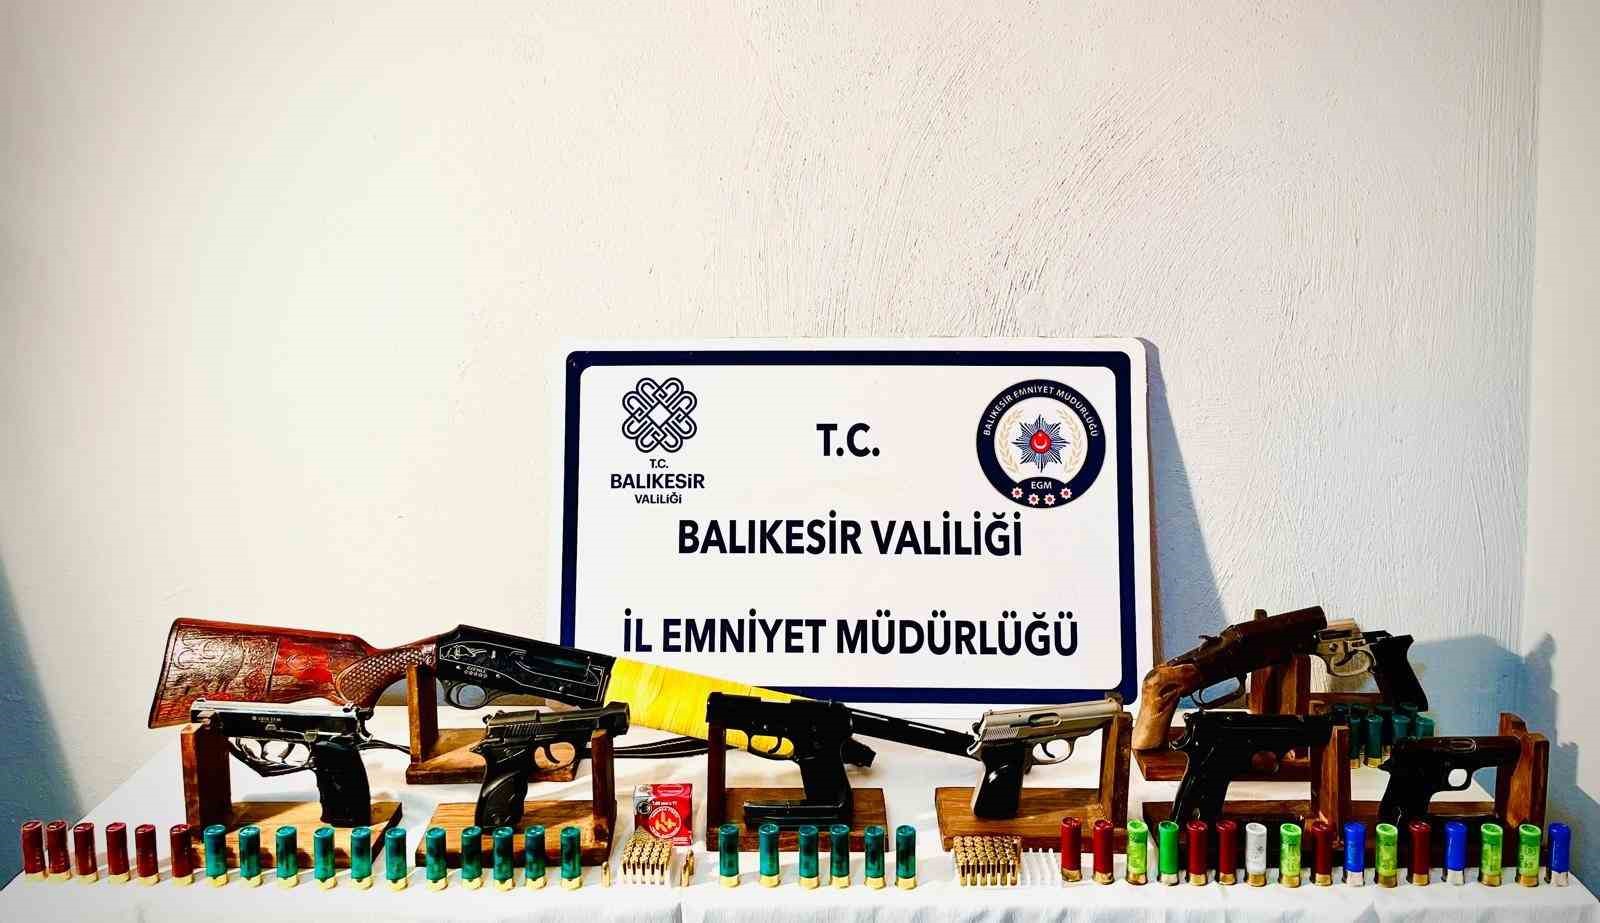 T.C.
BALIKESİR
VALİLİĞİ
T.C.
BALIKESİR EMNİYET MÜDÜRLÜĞÜ
EGM
BALIKESİR VALİLİĞİ
İL EMNİYET MÜDÜRLÜĞÜ